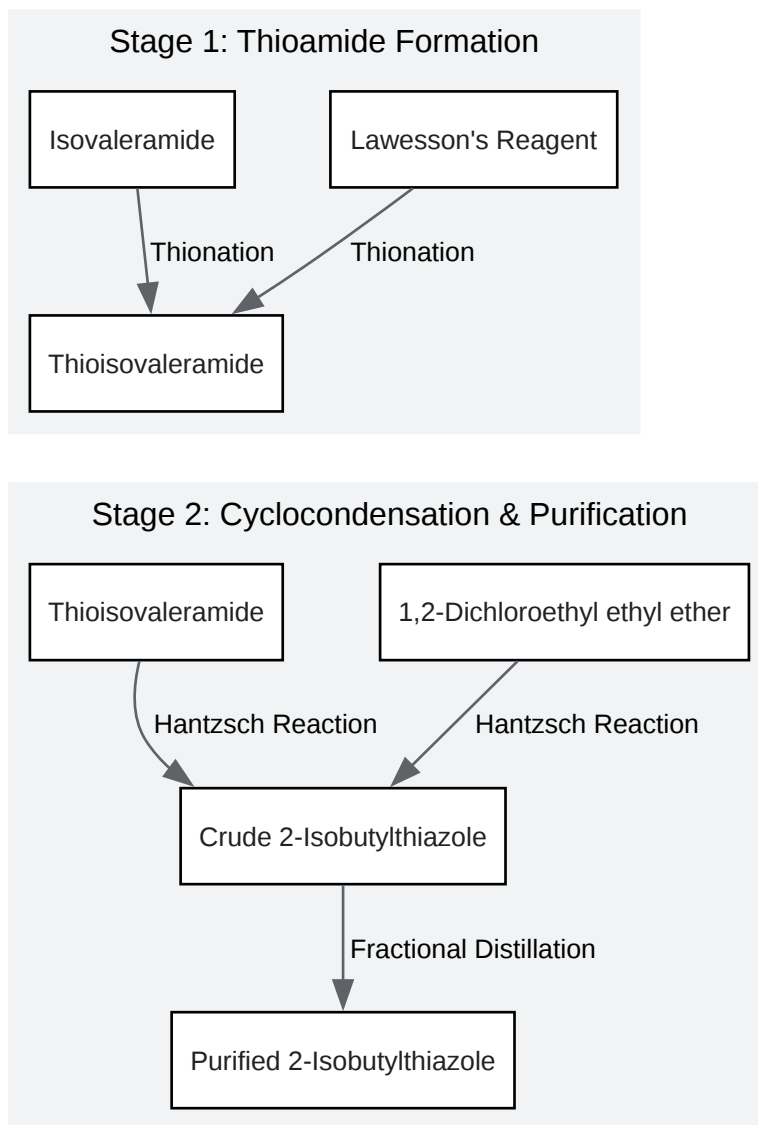 Stage 1: Thioamide Formation
Isovaleramide
Lawesson's Reagent
Thionation
Thionation
Thioisovaleramide
Stage 2: Cyclocondensation & Purification
Thioisovaleramide
1,2-Dichloroethyl ethyl ether
Hantzsch Reaction
Hantzsch Reaction
Crude 2-Isobutylthiazole
Fractional Distillation
Purified 2-Isobutylthiazole